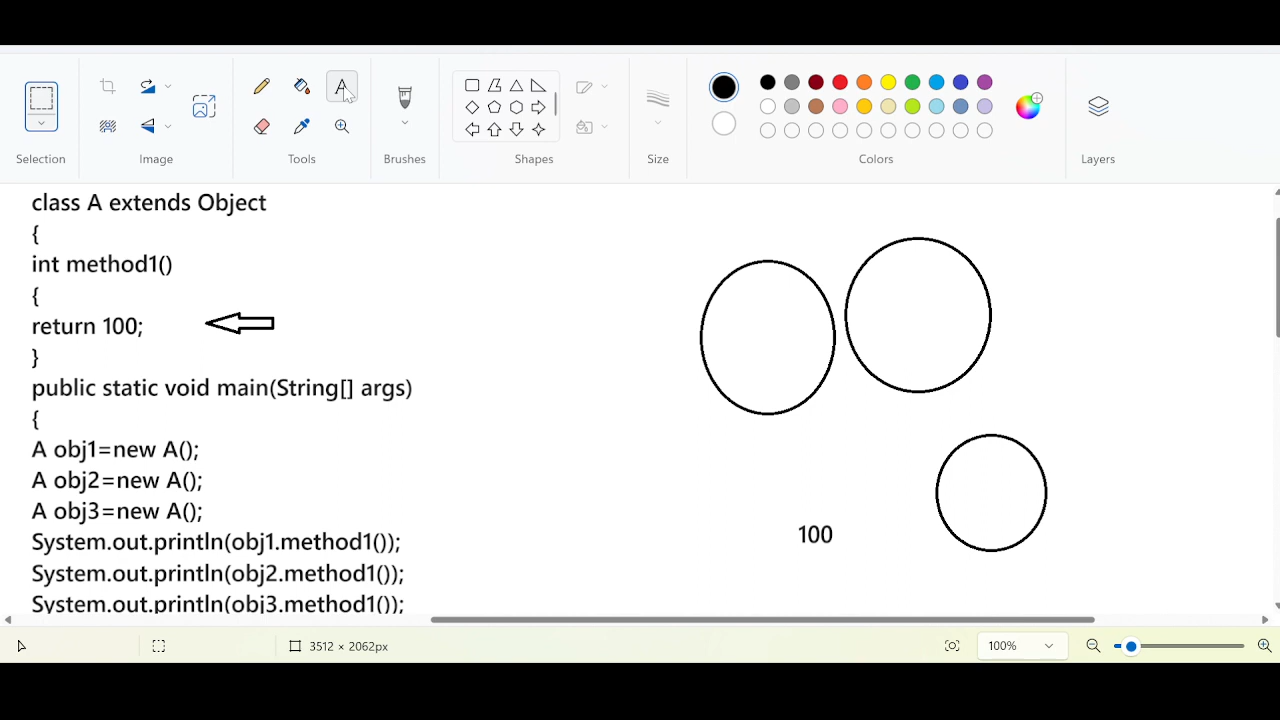 Selection
Image
Tools
Brushes
Shapes
Size
Colors
Layers
class A extends Object
{
int method1()
{
return 100;
}
public static void main(String[] args)
{
A obj1=new A();
A obj2=new A();
A obj3=new A();
System.out.println(obj1.method1());
System.out.println(obj2.method1());
System.out.println(obj3.method1());
100
3512 × 2062px
100%